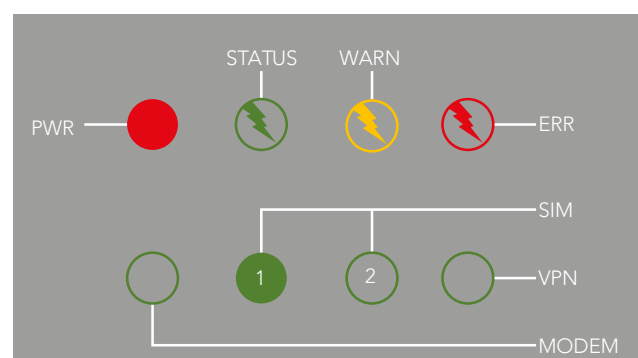 STATUS WARN
PWR ERR
SIM
1 2 VPN
MODEM